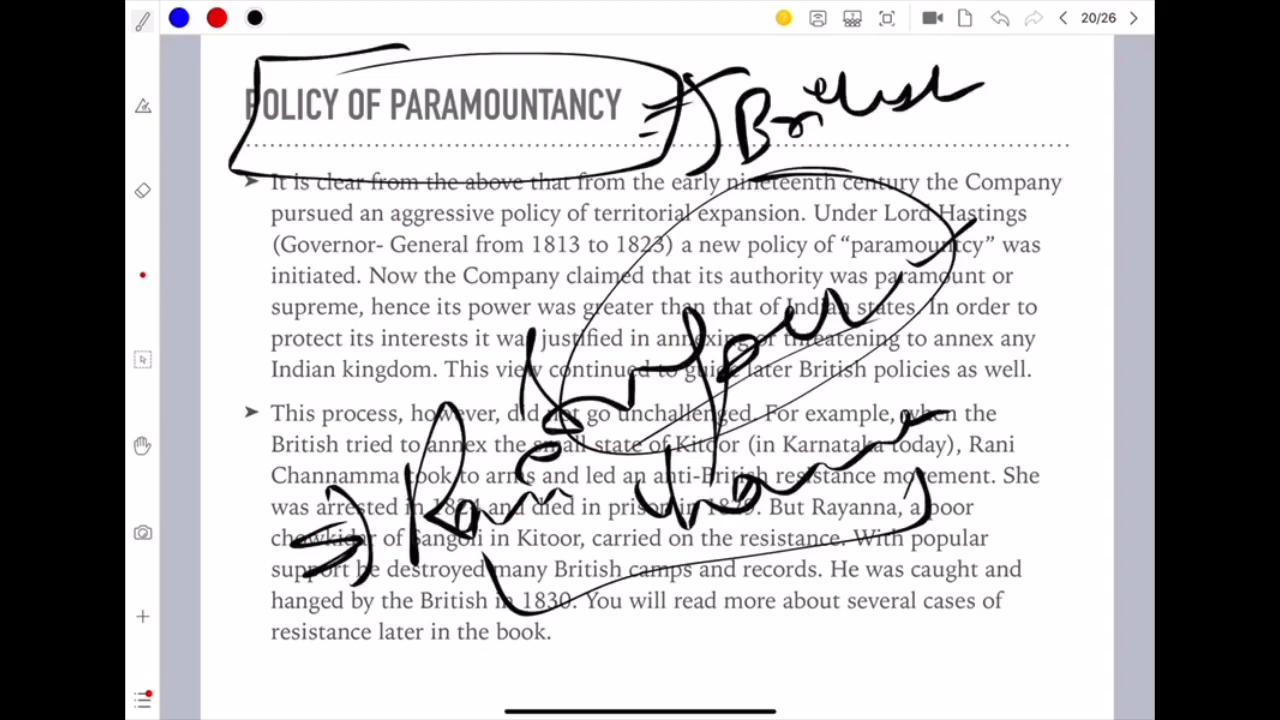 20/26
POLICY OF PARAMOUNTANCY
British
➤ It is clear from the above that from the early nineteenth century the Company
pursued an aggressive policy of territorial expansion. Under Lord Hastings
(Governor- General from 1813 to 1823) a new policy of “paramountcy” was
initiated. Now the Company claimed that its authority was paramount or
supreme, hence its power was greater than that of Indian states. In order to
protect its interests it was justified in annexing or threatening to annex any
Indian kingdom. This view continued to guide later British policies as well.
➤ This process, however, did not go unchallenged. For example, when the
British tried to annex the small state of Kitoor (in Karnataka today), Rani
Channamma took to arms and led an anti-British resistance movement. She
was arrested in 1824 and died in prison in 1829. But Rayanna, a poor
chowkidar of Sangoli in Kitoor, carried on the resistance. With popular
support he destroyed many British camps and records. He was caught and
hanged by the British in 1830. You will read more about several cases of
resistance later in the book.
Rani